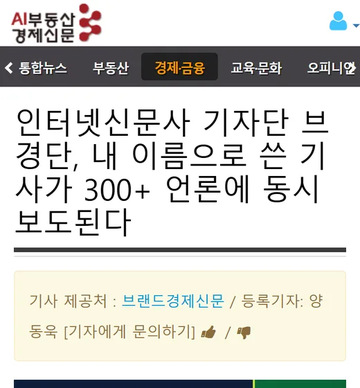 AI부동산
경제신문
통합뉴스 부동산 경제·금융 교육·문화 오피니언
인터넷신문사 기자단 브
경단, 내 이름으로 쓴 기
사가 300+ 언론에 동시
보도된다
기사 제공처 : 브랜드경제신문 / 등록기자: 양
동욱 [기자에게 문의하기] /